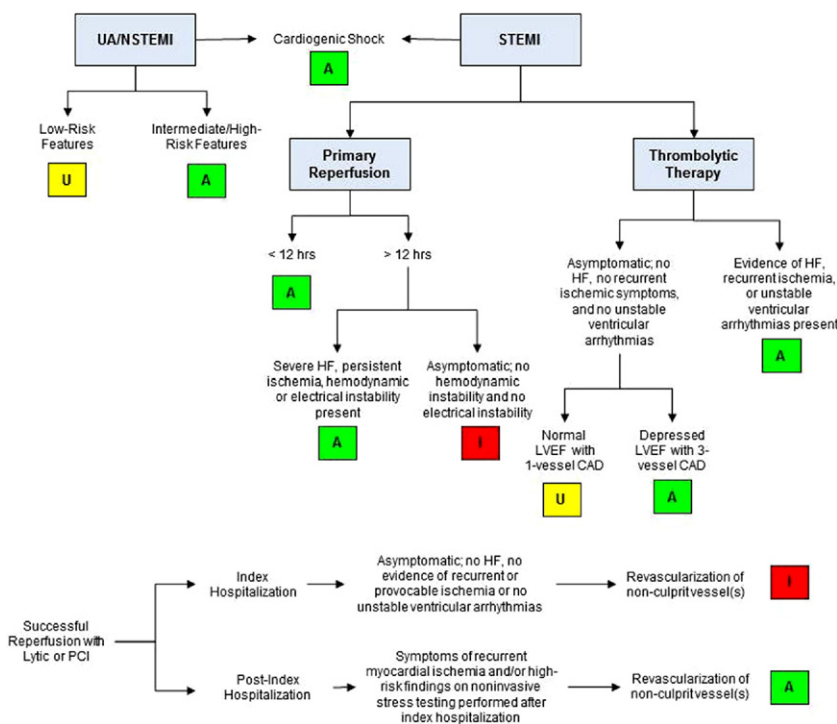 UA/NSTEMI
Cardiogenic Shock
A
STEMI
Low-Risk
Features
U
Intermediate/High-
Risk Features
A
Primary
Reperfusion
Thrombolytic
Therapy
< 12 hrs
A
> 12 hrs
Severe HF, persistent
ischemia, hemodynamic
or electrical instability
present
A
Asymptomatic; no
hemodynamic
instability and no
electrical instability
I
Asymptomatic; no
HF, no recurrent
ischemic symptoms,
and no unstable
ventricular
arrhythmias
Evidence of HF,
recurrent ischemia,
or unstable
ventricular
arrhythmias present
A
Normal
LVEF with
1-vessel CAD
U
Depressed
LVEF with 3-
vessel CAD
A
Successful
Reperfusion with
Lytic or PCI
Index
Hospitalization
Asymptomatic; no HF, no
evidence of recurrent or
provocable ischemia or no
unstable ventricular arrhythmias
Revascularization of
non-culprit vessel(s)
I
Post-Index
Hospitalization
Symptoms of recurrent
myocardial ischemia and/or high-
risk findings on noninvasive
stress testing performed after
index hospitalization
Revascularization of
non-culprit vessel(s)
A